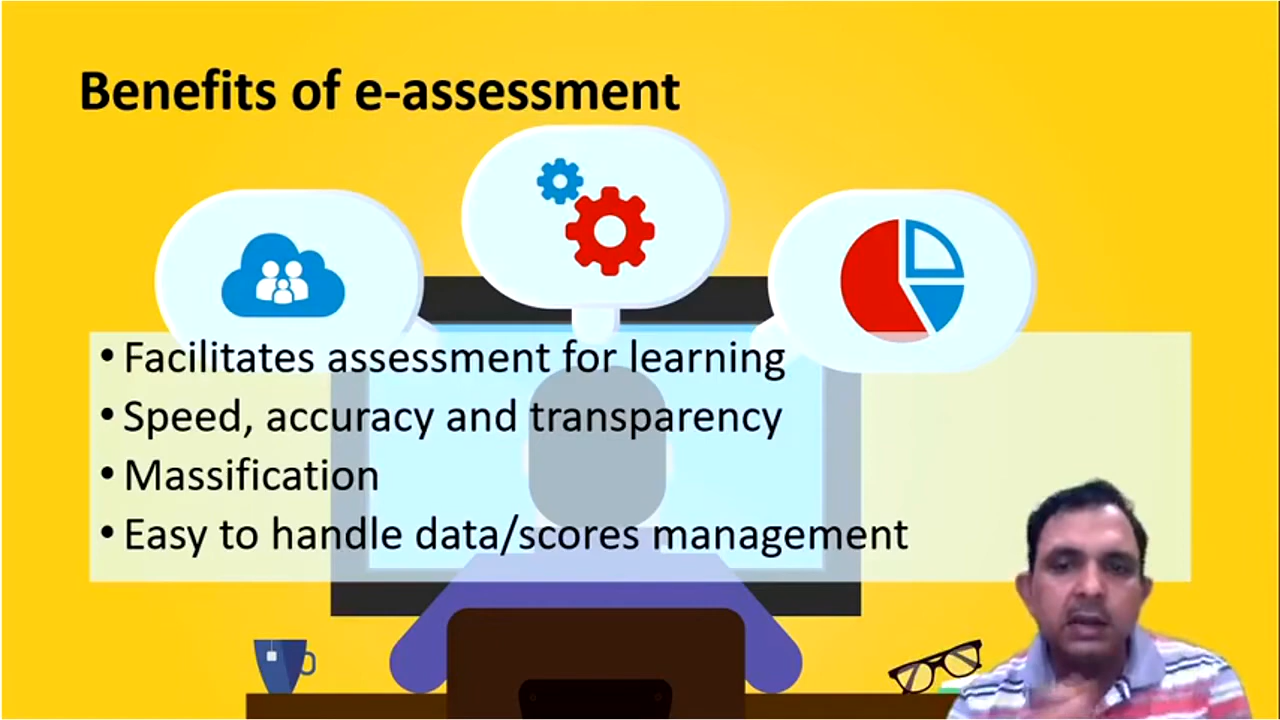 Benefits of e-assessment
• Facilitates assessment for learning
• Speed, accuracy and transparency
• Massification
• Easy to handle data/scores management